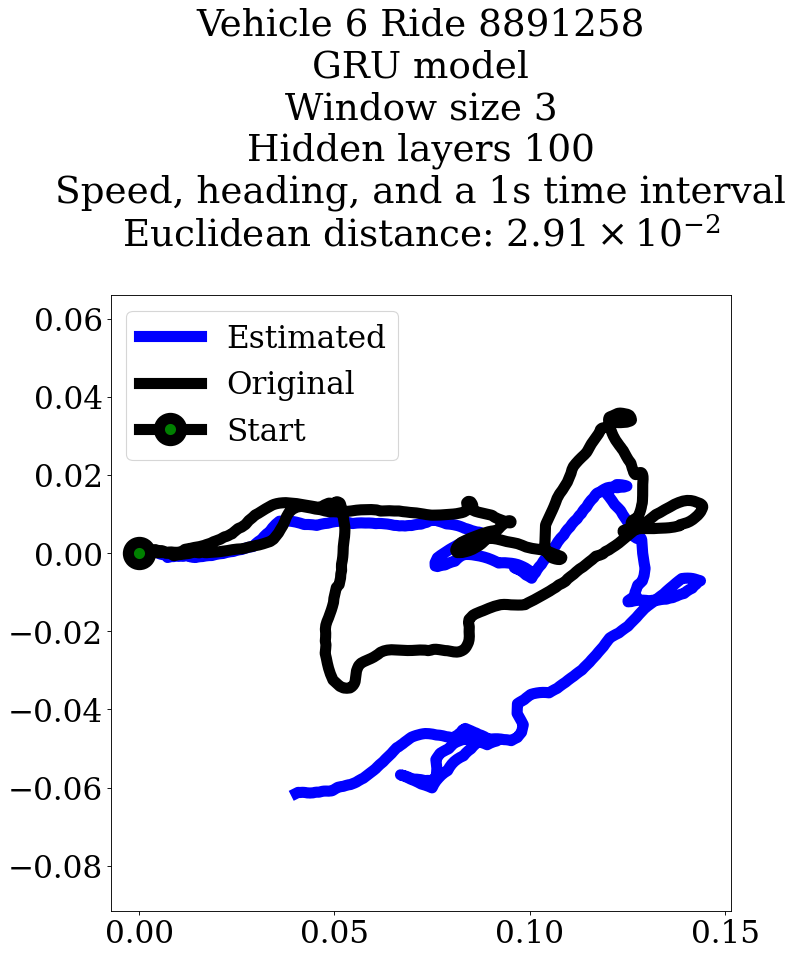 Vehicle 6 Ride 8891258
GRU model
Window size 3
Hidden layers 100
Speed, heading, and a 1s time interval
Euclidean distance: 2.91 × 10⁻²
Estimated
Original
Start
0.06
0.04
0.02
0.00
−0.02
−0.04
−0.06
−0.08
0.00 0.05 0.10 0.15